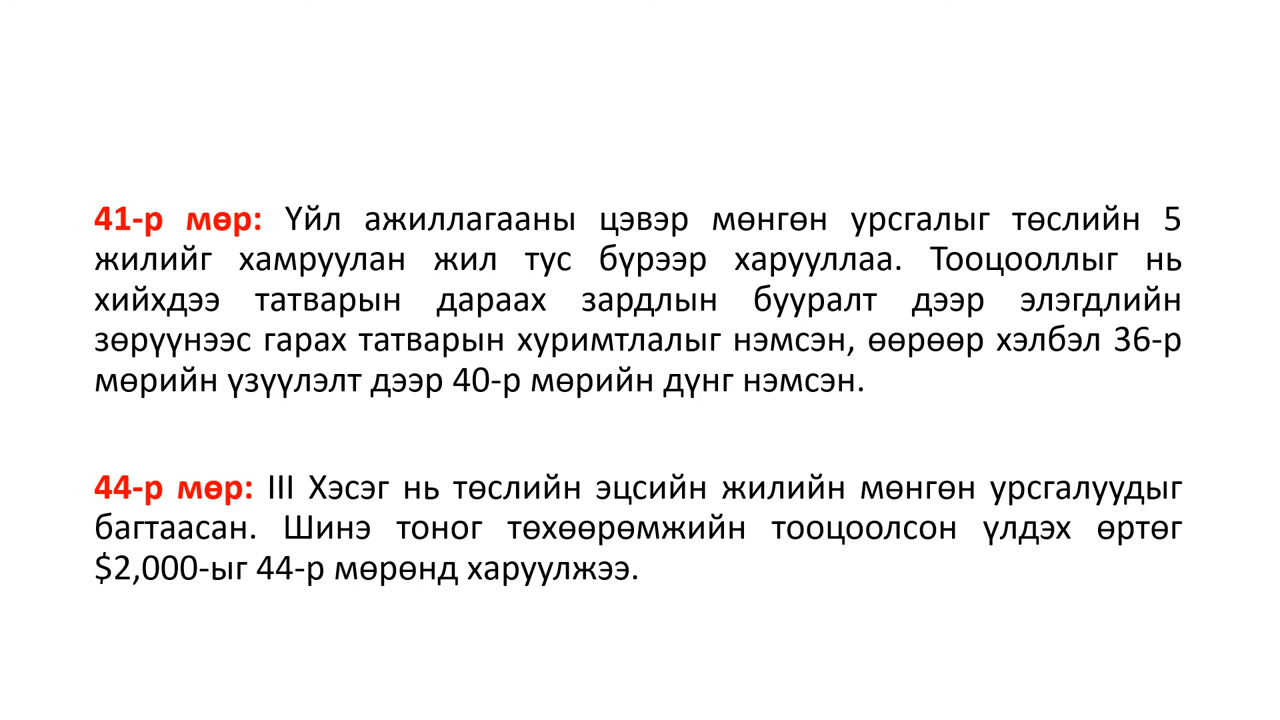 41-р мөр: Үйл ажиллагааны цэвэр мөнгөн урсгалыг төслийн 5
жилийг хамруулан жил тус бүрээр харууллаа. Тооцооллыг нь
хийхдээ татварын дараах зардлын бууралт дээр элэгдлийн
зөрүүнээс гарах татварын хуримтлалыг нэмсэн, өөрөөр хэлбэл 36-р
мөрийн үзүүлэлт дээр 40-р мөрийн дүнг нэмсэн.
44-р мөр: III Хэсэг нь төслийн эцсийн жилийн мөнгөн урсгалуудыг
багтаасан. Шинэ тоног төхөөрөмжийн тооцоолсон үлдэх өртөг
$2,000-ыг 44-р мөрөнд харуулжээ.